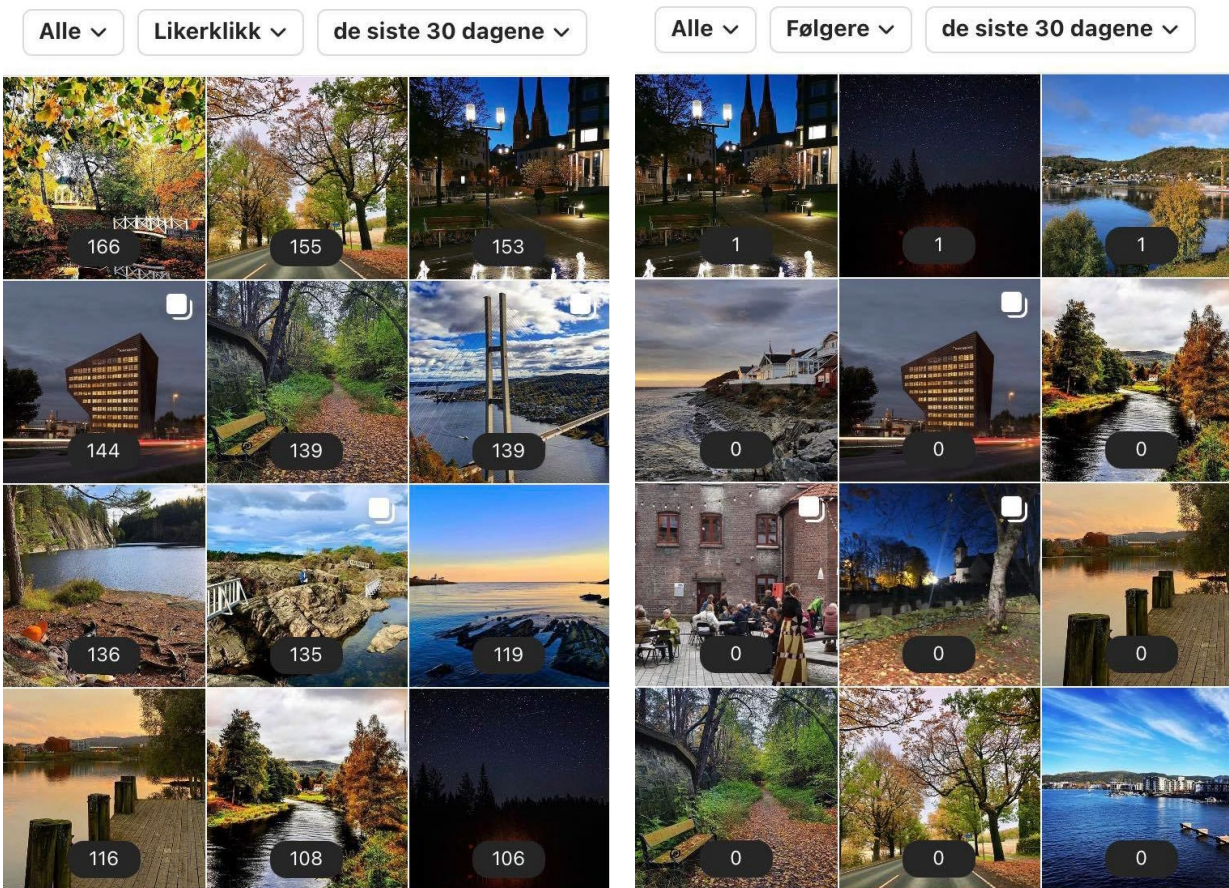 Alle Likerklikk de siste 30 dagene
166 155 153
144 139 139
136 135 119
116 108 106
Alle Følgere de siste 30 dagene
1 1 1
0 0 0
0 0 0
0 0 0